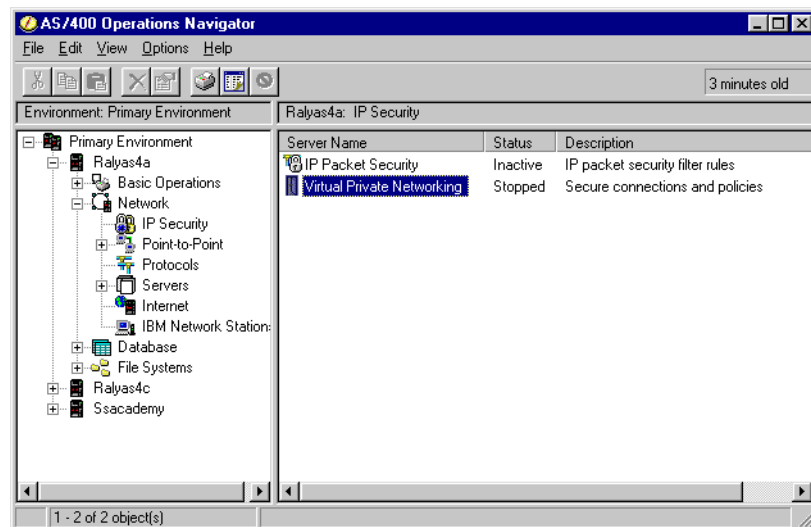 AS/400 Operations Navigator
File Edit View Options Help
3 minutes old
Environment: Primary Environment
Ralyas4a: IP Security
Primary Environment
Ralyas4a
Basic Operations
Network
IP Security
Point-to-Point
Protocols
Servers
Internet
IBM Network Station:
Database
File Systems
Ralyas4c
Ssacademy
Server Name Status Description
IP Packet Security Inactive IP packet security filter rules
Virtual Private Networking Stopped Secure connections and policies
1 - 2 of 2 object(s)